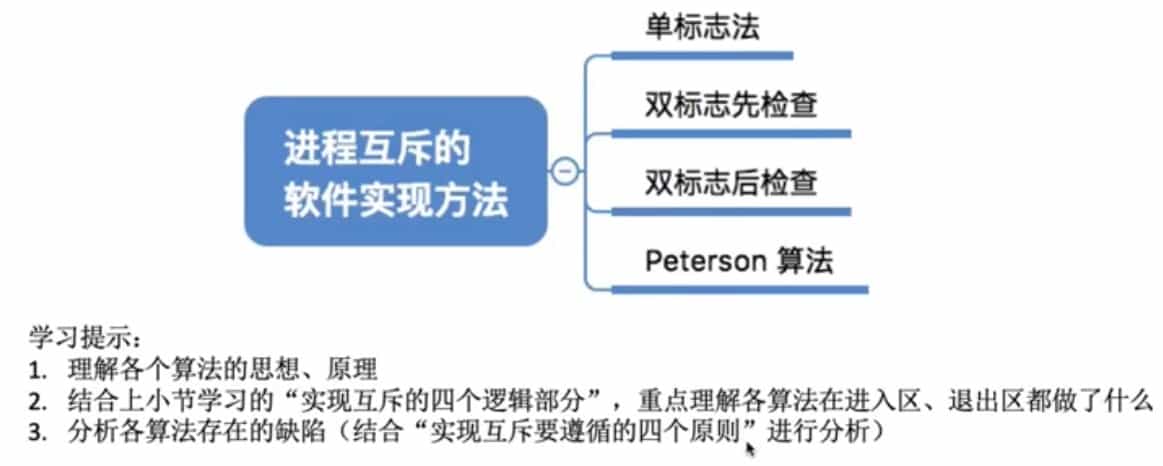 单标志法
双标志先检查
进程互斥的
软件实现方法
双标志后检查
Peterson 算法
学习提示：
1. 理解各个算法的思想、原理
2. 结合上小节学习的“实现互斥的四个逻辑部分”，重点理解各算法在进入区、退出区都做了什么
3. 分析各算法存在的缺陷（结合“实现互斥要遵循的四个原则”进行分析）